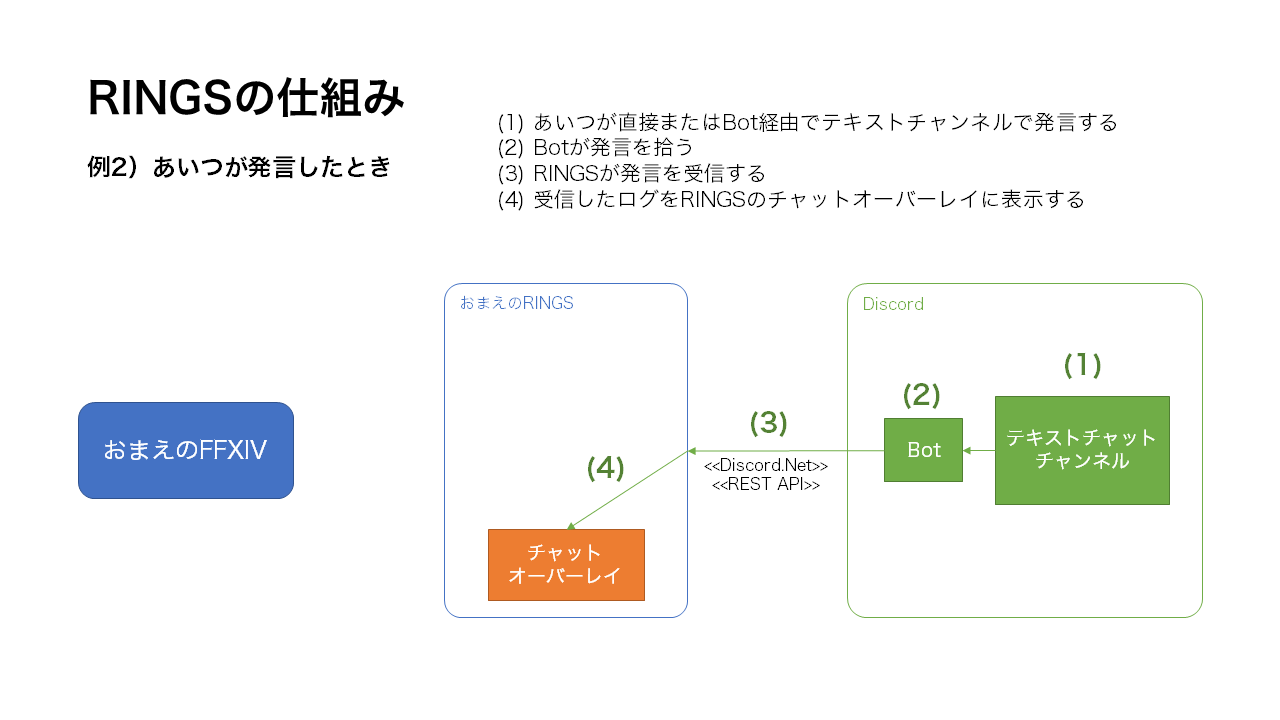 RINGSの仕組み
例2）あいつが発言したとき
(1) あいつが直接またはBot経由でテキストチャンネルで発言する
(2) Botが発言を拾う
(3) RINGSが発言を受信する
(4) 受信したログをRINGSのチャットオーバーレイに表示する
おまえのRINGS
Discord
(1)
(2)
(3)
(4)
おまえのFFXIV
Bot
テキストチャット
チャンネル
<<Discord.Net>>
<<REST API>>
チャット
オーバーレイ